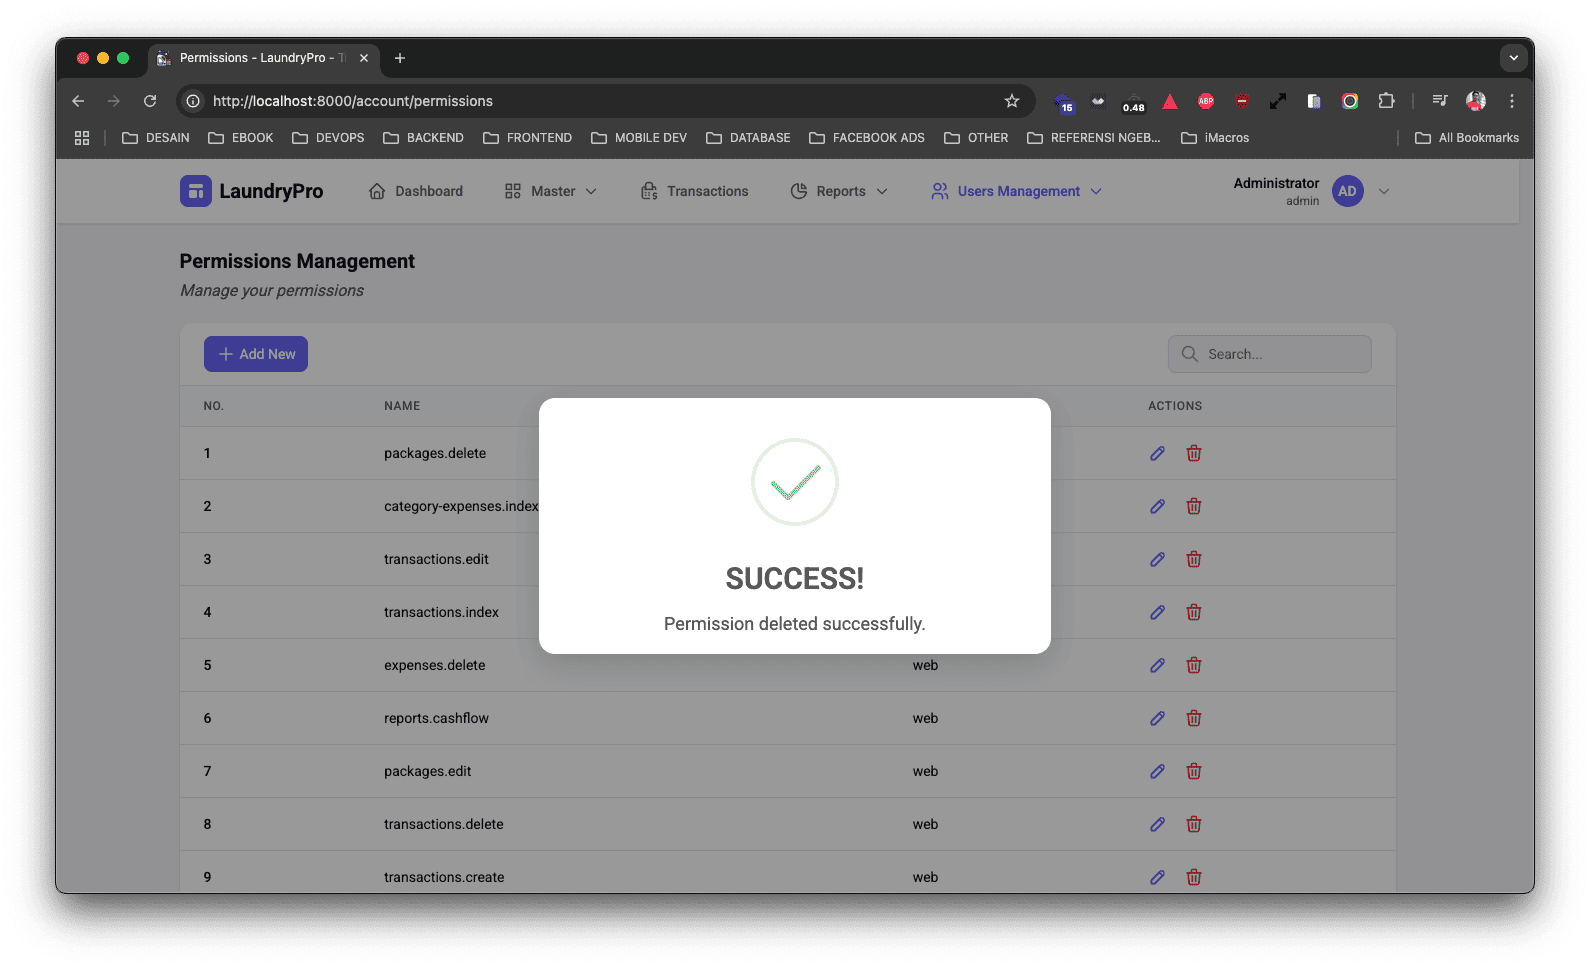 Permissions - LaundryPro - Ti
http://localhost:8000/account/permissions
15
0.48
ABP
DESAIN EBOOK DEVOPS BACKEND FRONTEND MOBILE DEV DATABASE FACEBOOK ADS OTHER REFERENSI NGEB... iMacros All Bookmarks
LaundryPro Dashboard Master Transactions Reports Users Management Administrator AD
admin
Permissions Management
Manage your permissions
Add New Search...
NO. NAME ACTIONS
1 packages.delete
2 category-expenses.index
3 transactions.edit
4 transactions.index
SUCCESS!
Permission deleted successfully.
5 expenses.delete web
6 reports.cashflow web
7 packages.edit web
8 transactions.delete web
9 transactions.create web